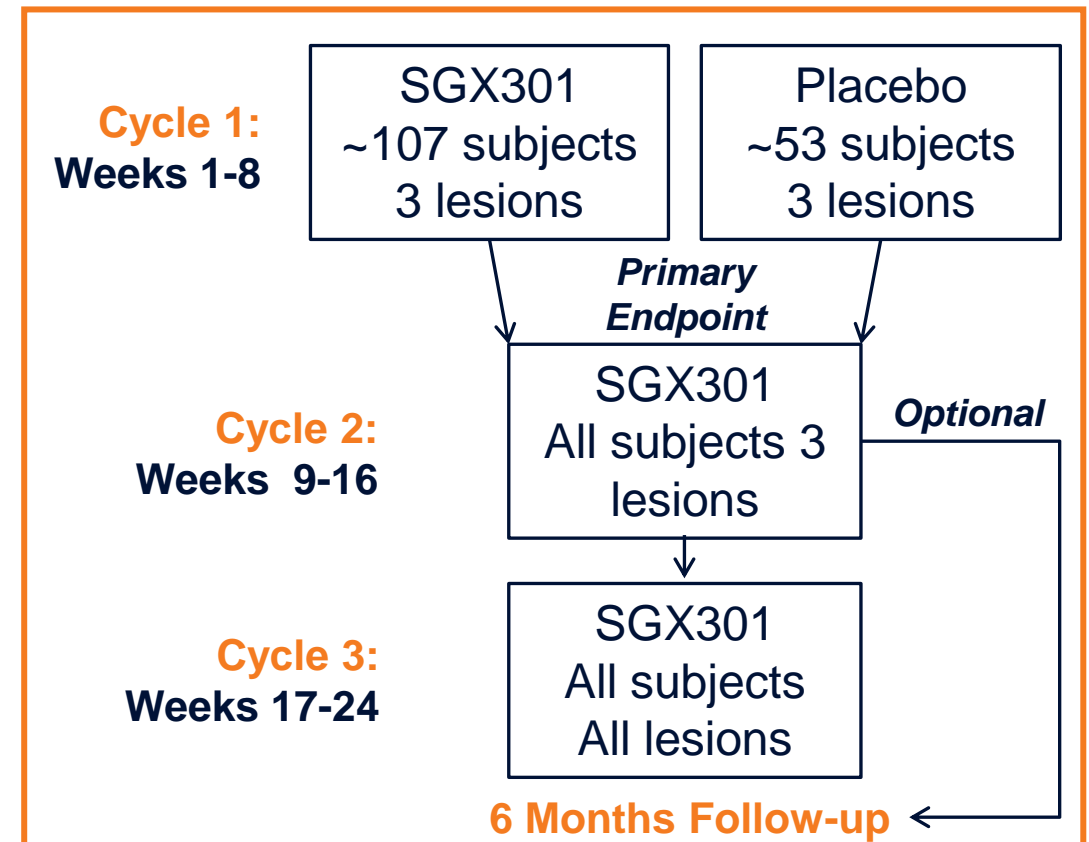 Cycle 1:
Weeks 1-8
SGX301
~107 subjects
3 lesions
Placebo
~53 subjects
3 lesions
Primary
Endpoint
Cycle 2:
Weeks 9-16
SGX301
All subjects 3
lesions
Optional
Cycle 3:
Weeks 17-24
SGX301
All subjects
All lesions
6 Months Follow-up